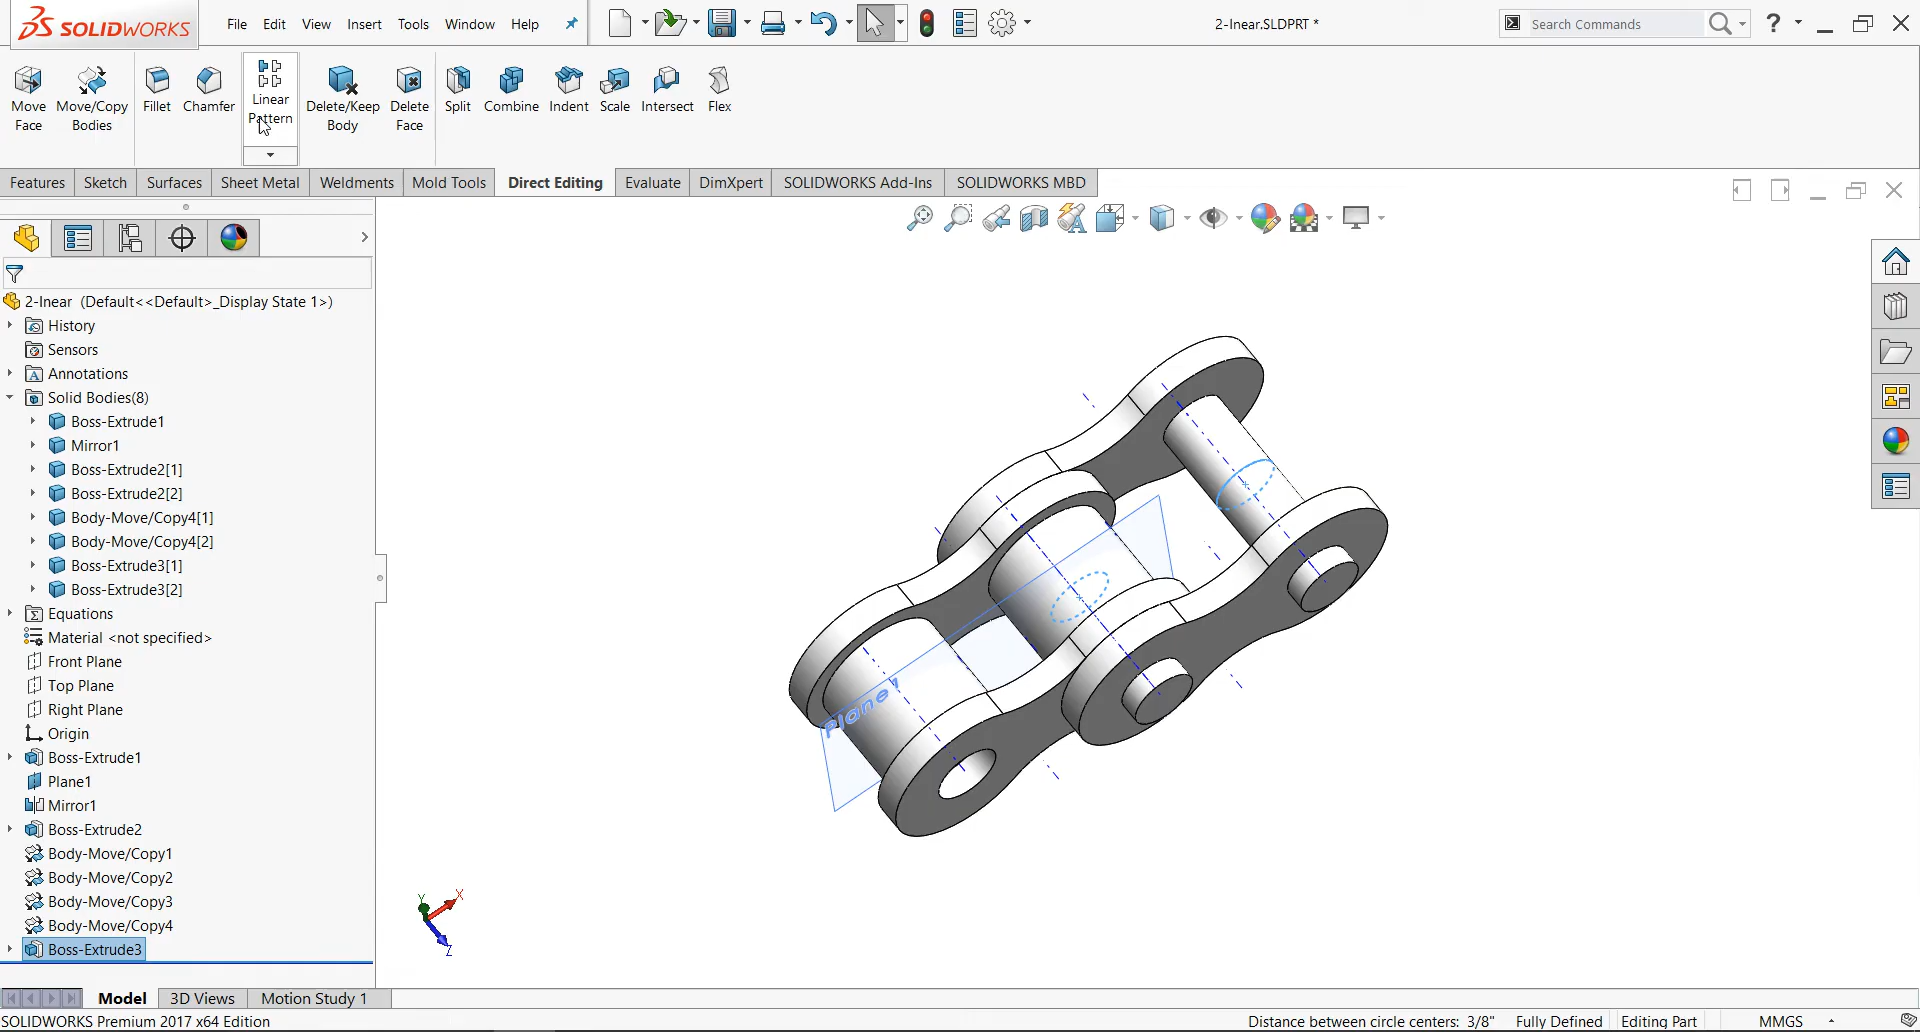 SOLIDWORKS
File Edit View Insert Tools Window Help
2-Inear.SLDPRT *
Search Commands
?
Move Face
Move/Copy Bodies
Fillet
Chamfer
Linear Pattern
Delete/Keep Body
Delete Face
Split
Combine
Indent
Scale
Intersect
Flex
Features Sketch Surfaces Sheet Metal Weldments Mold Tools Direct Editing Evaluate DimXpert SOLIDWORKS Add-Ins SOLIDWORKS MBD
2-Inear (Default<<Default>_Display State 1>)
History
Sensors
Annotations
Solid Bodies(8)
Boss-Extrude1
Mirror1
Boss-Extrude2[1]
Boss-Extrude2[2]
Body-Move/Copy4[1]
Body-Move/Copy4[2]
Boss-Extrude3[1]
Boss-Extrude3[2]
Equations
Material <not specified>
Front Plane
Top Plane
Right Plane
Origin
Boss-Extrude1
Plane1
Mirror1
Boss-Extrude2
Body-Move/Copy1
Body-Move/Copy2
Body-Move/Copy3
Body-Move/Copy4
Boss-Extrude3
Plane1
Y
X
Z
Model 3D Views Motion Study 1
SOLIDWORKS Premium 2017 x64 Edition
Distance between circle centers: 3/8" Fully Defined Editing Part MMGS